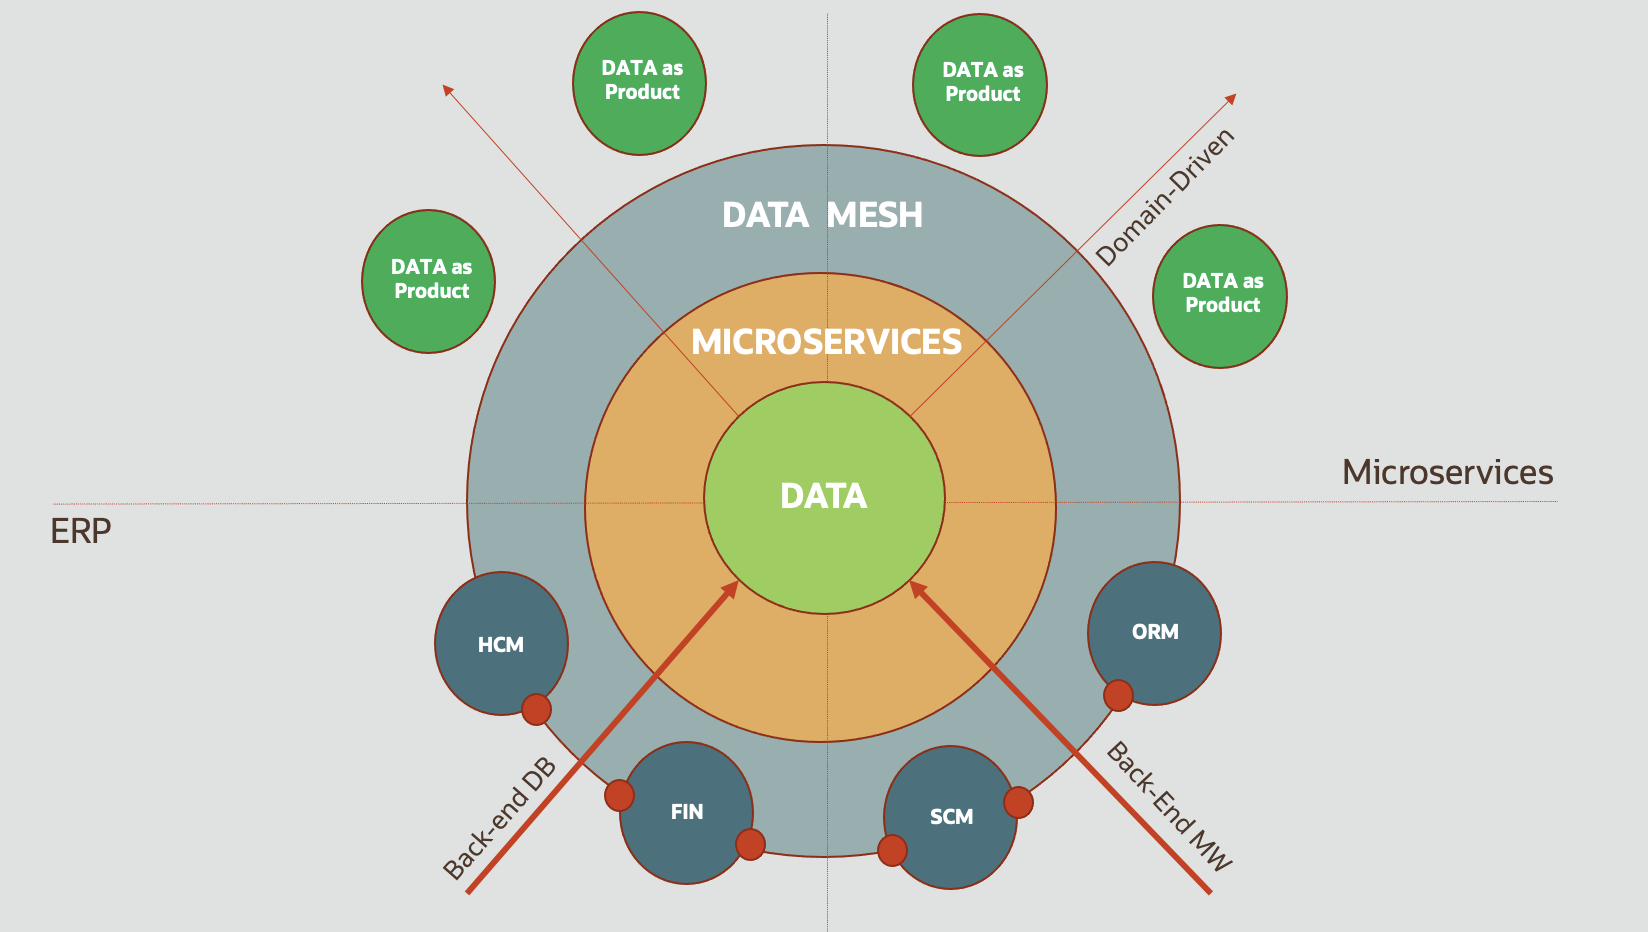 DATA as
Product
DATA as
Product
Domain-Driven
DATA MESH
DATA as
Product
DATA as
Product
MICROSERVICES
DATA
Microservices
ERP
HCM
ORM
Back-end DB
FIN
SCM
Back-End MW